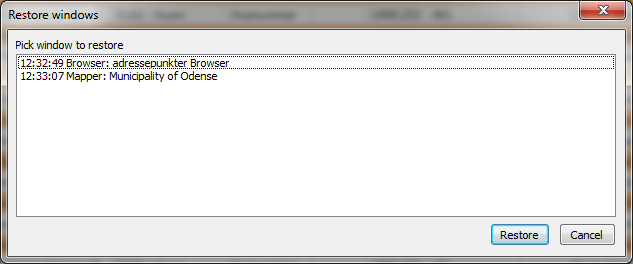 Restore windows
Pick window to restore
12:32:49 Browser: adressepunkter Browser
12:33:07 Mapper: Municipality of Odense
Restore
Cancel